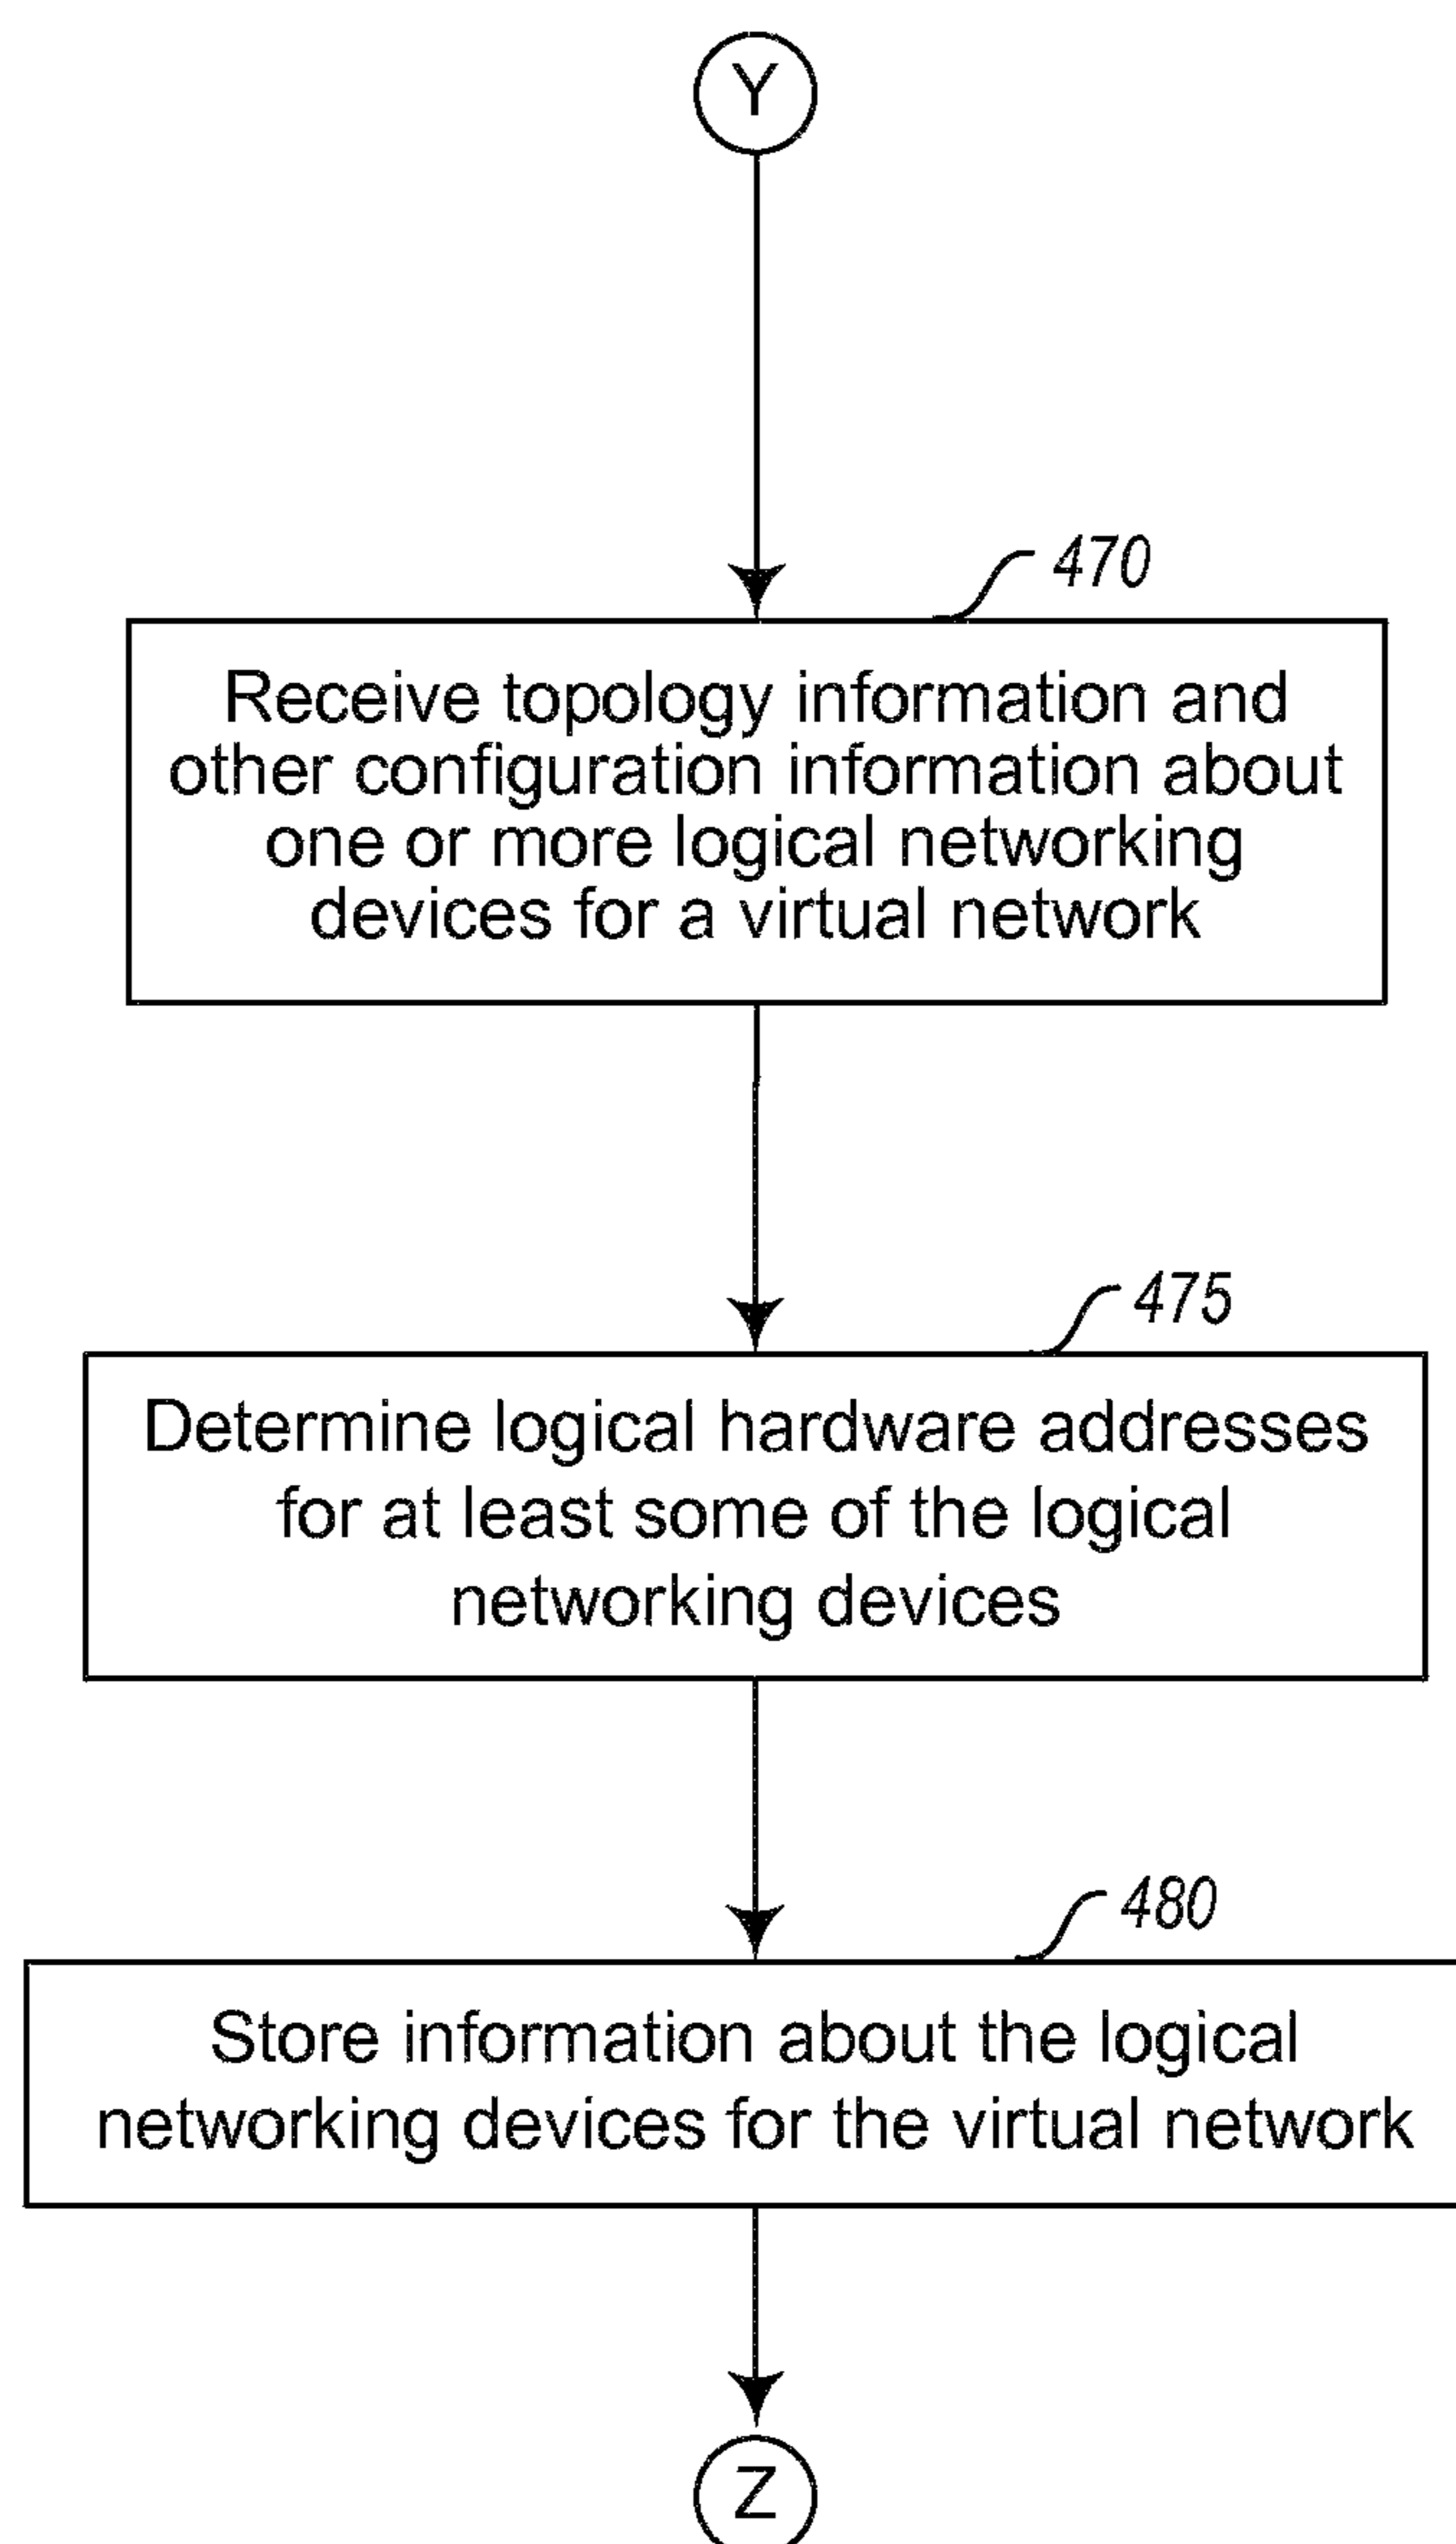 Y
470
Receive topology information and
other configuration information about
one or more logical networking
devices for a virtual network
475
Determine logical hardware addresses
for at least some of the logical
networking devices
480
Store information about the logical
networking devices for the virtual network
Z